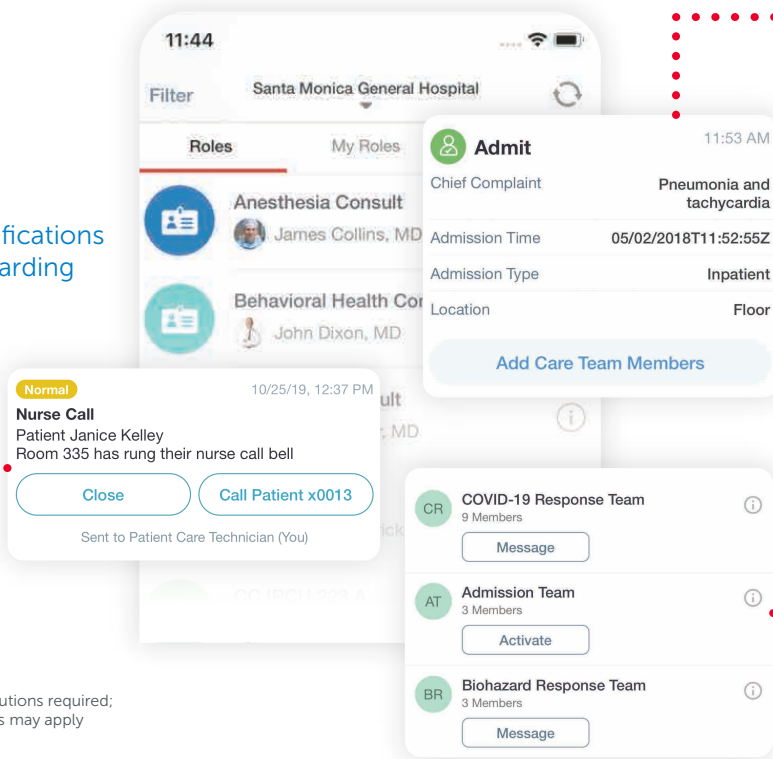 11:44
Filter
Santa Monica General Hospital
Roles
My Roles
Anesthesia Consult
James Collins, MD
Behavioral Health
John Dixon, MD
MD
Admit
11:53 AM
Chief Complaint
Pneumonia and
tachycardia
Admission Time
05/02/2018T11:52:55Z
Admission Type
Inpatient
Location
Floor
Add Care Team Members
Normal
10/25/19, 12:37 PM
Nurse Call
Patient Janice Kelley
Room 335 has rung their nurse call bell
Close
Call Patient x0013
Sent to Patient Care Technician (You)
CR
COVID-19 Response Team
9 Members
Message
AT
Admission Team
3 Members
Activate
BR
Biohazard Response Team
3 Members
Message
required;
may apply